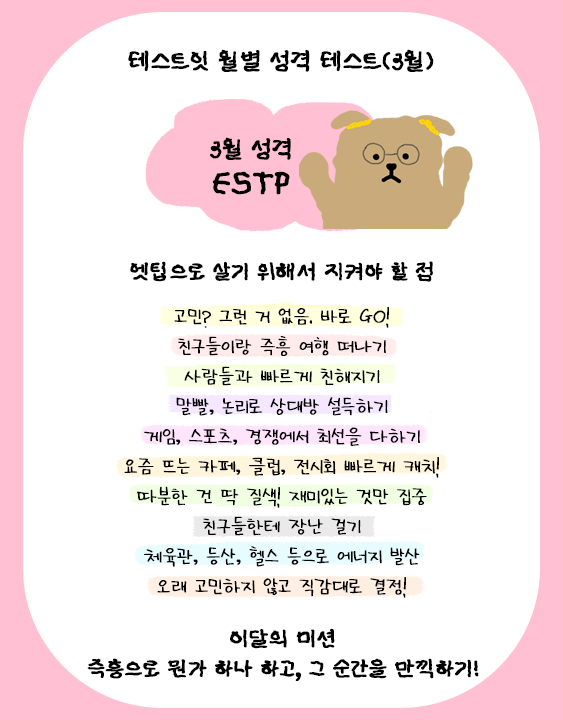 테스트잇 월별 성격 테스트(3월)
3월 성격
ESTP
엣팁으로 살기 위해서 지켜야 할 점
고민? 그런 거 없음. 바로 GO!
친구들이랑 즉흥 여행 떠나기
사람들과 빠르게 친해지기
말빨, 논리로 상대방 설득하기
게임, 스포츠, 경쟁에서 최선을 다하기
요즘 뜨는 카페, 클럽, 전시회 빠르게 캐치!
따분한 건 딱 질색! 재미있는 것만 집중
친구들한테 장난 걸기
체육관, 등산, 헬스 등으로 에너지 발산
오래 고민하지 않고 직감대로 결정!
이달의 미션
즉흥으로 뭔가 하나 하고, 그 순간을 만끽하기!